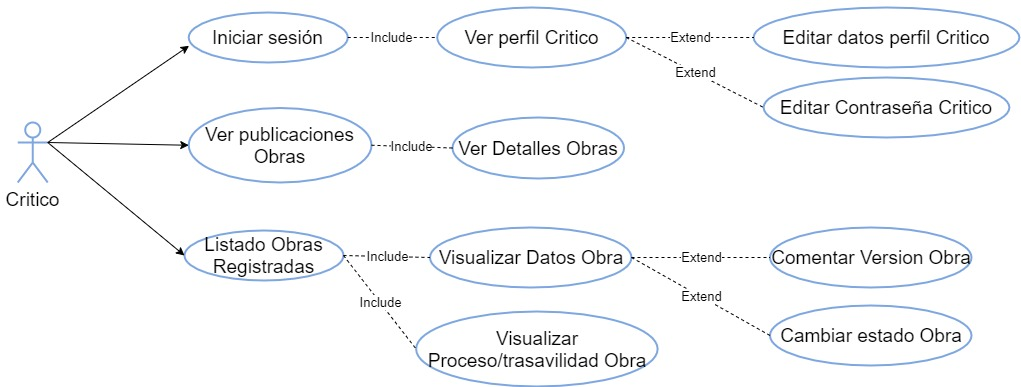 Iniciar sesión
Include
Ver perfil Critico
Extend
Editar datos perfil Critico
Extend
Editar Contraseña Critico
Ver publicaciones
Obras
Include
Ver Detalles Obras
Critico
Listado Obras
Registradas
Include
Visualizar Datos Obra
Extend
Comentar Version Obra
Include
Extend
Cambiar estado Obra
Visualizar
Proceso/trasavilidad Obra